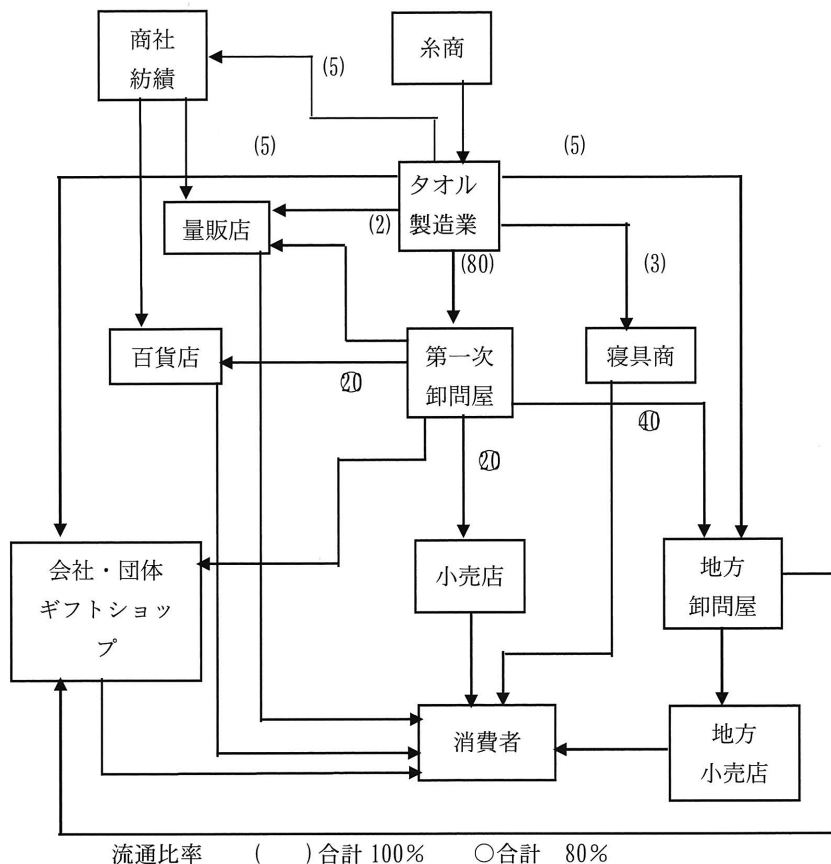 商社
紡績
糸商
(5)
(5)
(5)
タオル
製造業
量販店
(2)
(80)
(3)
百貨店
第一次
卸問屋
寝具商
⑳
㊵
⑳
会社・団体
ギフトショッ
プ
小売店
地方
卸問屋
消費者
地方
小売店
流通比率 ( )合計 100% ○合計 80%